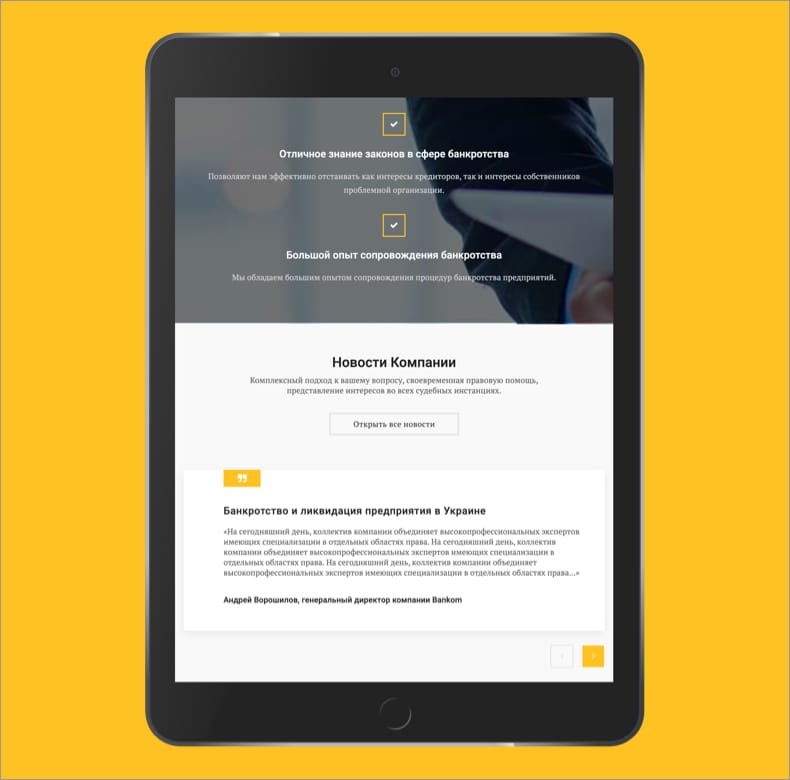 Отличное знание законов в сфере банкротства
Позволяют нам эффективно отстаивать как интересы кредиторов, так и интересы собственников
проблемной организации.
Большой опыт сопровождения банкротства
Мы обладаем большим опытом сопровождения процедур банкротства предприятий.
Новости Компании
Комплексный подход к вашему вопросу, своевременная правовую помощь,
представление интересов во всех судебных инстанциях.
Открыть все новости
Банкротство и ликвидация предприятия в Украине
«На сегодняшний день, коллектив компании объединяет высокопрофессиональных экспертов
имеющих специализации в отдельных областях права. На сегодняшний день, коллектив
компании объединяет высокопрофессиональных экспертов имеющих специализации в
отдельных областях права. На сегодняшний день, коллектив компании объединяет
высокопрофессиональных экспертов имеющих специализации в отдельных областях права...»
Андрей Ворошилов, генеральный директор компании Bankom